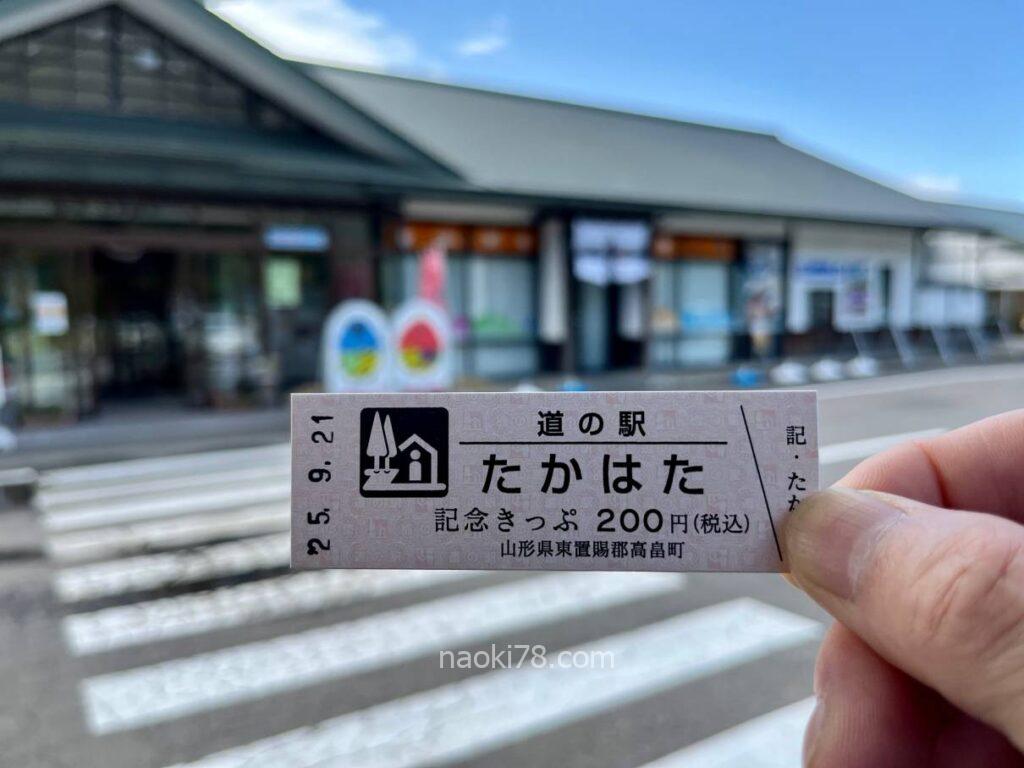 25. 9. 21
道の駅
たかはた
記念きっぷ 200円(税込)
山形県東置賜郡高畠町
記・たか
naoki78.com